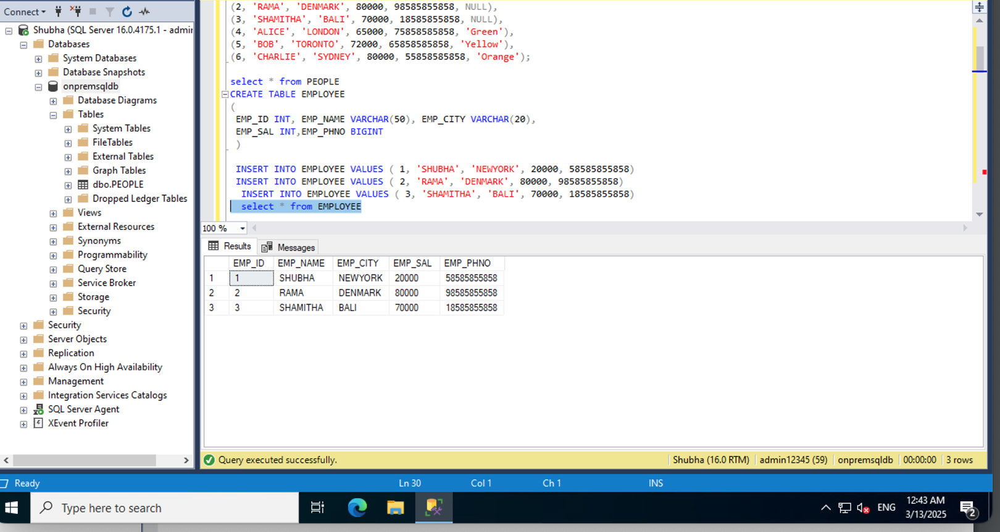 Connect
Shubha (SQL Server 16.0.4175.1 - admir
Databases
System Databases
Database Snapshots
onpremsqldb
Database Diagrams
Tables
System Tables
FileTables
External Tables
Graph Tables
dbo.PEOPLE
Dropped Ledger Tables
Views
External Resources
Synonyms
Programmability
Query Store
Service Broker
Storage
Security
Security
Server Objects
Replication
Always On High Availability
Management
Integration Services Catalogs
SQL Server Agent
XEvent Profiler
(2, 'RAMA', 'DENMARK', 80000, 98585855858, NULL),
(3, 'SHAMITHA', 'BALI', 70000, 18585855858, NULL),
(4, 'ALICE', 'LONDON', 65000, 75858585858, 'Green'),
(5, 'BOB', 'TORONTO', 72000, 65858585858, 'Yellow'),
(6, 'CHARLIE', 'SYDNEY', 80000, 55858585858, 'Orange');
select * from PEOPLE
CREATE TABLE EMPLOYEE
(
EMP_ID INT, EMP_NAME VARCHAR(50), EMP_CITY VARCHAR(20),
EMP_SAL INT,EMP_PHNO BIGINT
)
INSERT INTO EMPLOYEE VALUES ( 1, 'SHUBHA', 'NEWYORK', 20000, 58585855858)
INSERT INTO EMPLOYEE VALUES ( 2, 'RAMA', 'DENMARK', 80000, 98585855858)
INSERT INTO EMPLOYEE VALUES ( 3, 'SHAMITHA', 'BALI', 70000, 18585855858)
select * from EMPLOYEE
100 %
Results Messages
EMP_ID EMP_NAME EMP_CITY EMP_SAL EMP_PHNO
1 1 SHUBHA NEWYORK 20000 58585855858
2 2 RAMA DENMARK 80000 98585855858
3 3 SHAMITHA BALI 70000 18585855858
Query executed successfully. Shubha (16.0 RTM) admin12345 (59) onpremsqldb 00:00:00 3 rows
Ready Ln 30 Col 1 Ch 1 INS
Type here to search ENG 12:43 AM
3/13/2025 2